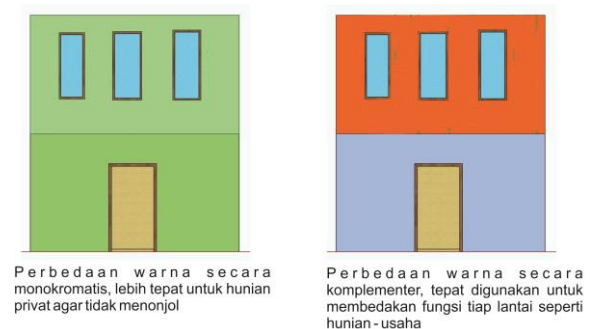 Perbedaan warna secara
monokromatis, lebih tepat untuk hunian
privat agar tidak menonjol
Perbedaan warna secara
komplementer, tepat digunakan untuk
membedakan fungsi tiap lantai seperti
hunian - usaha